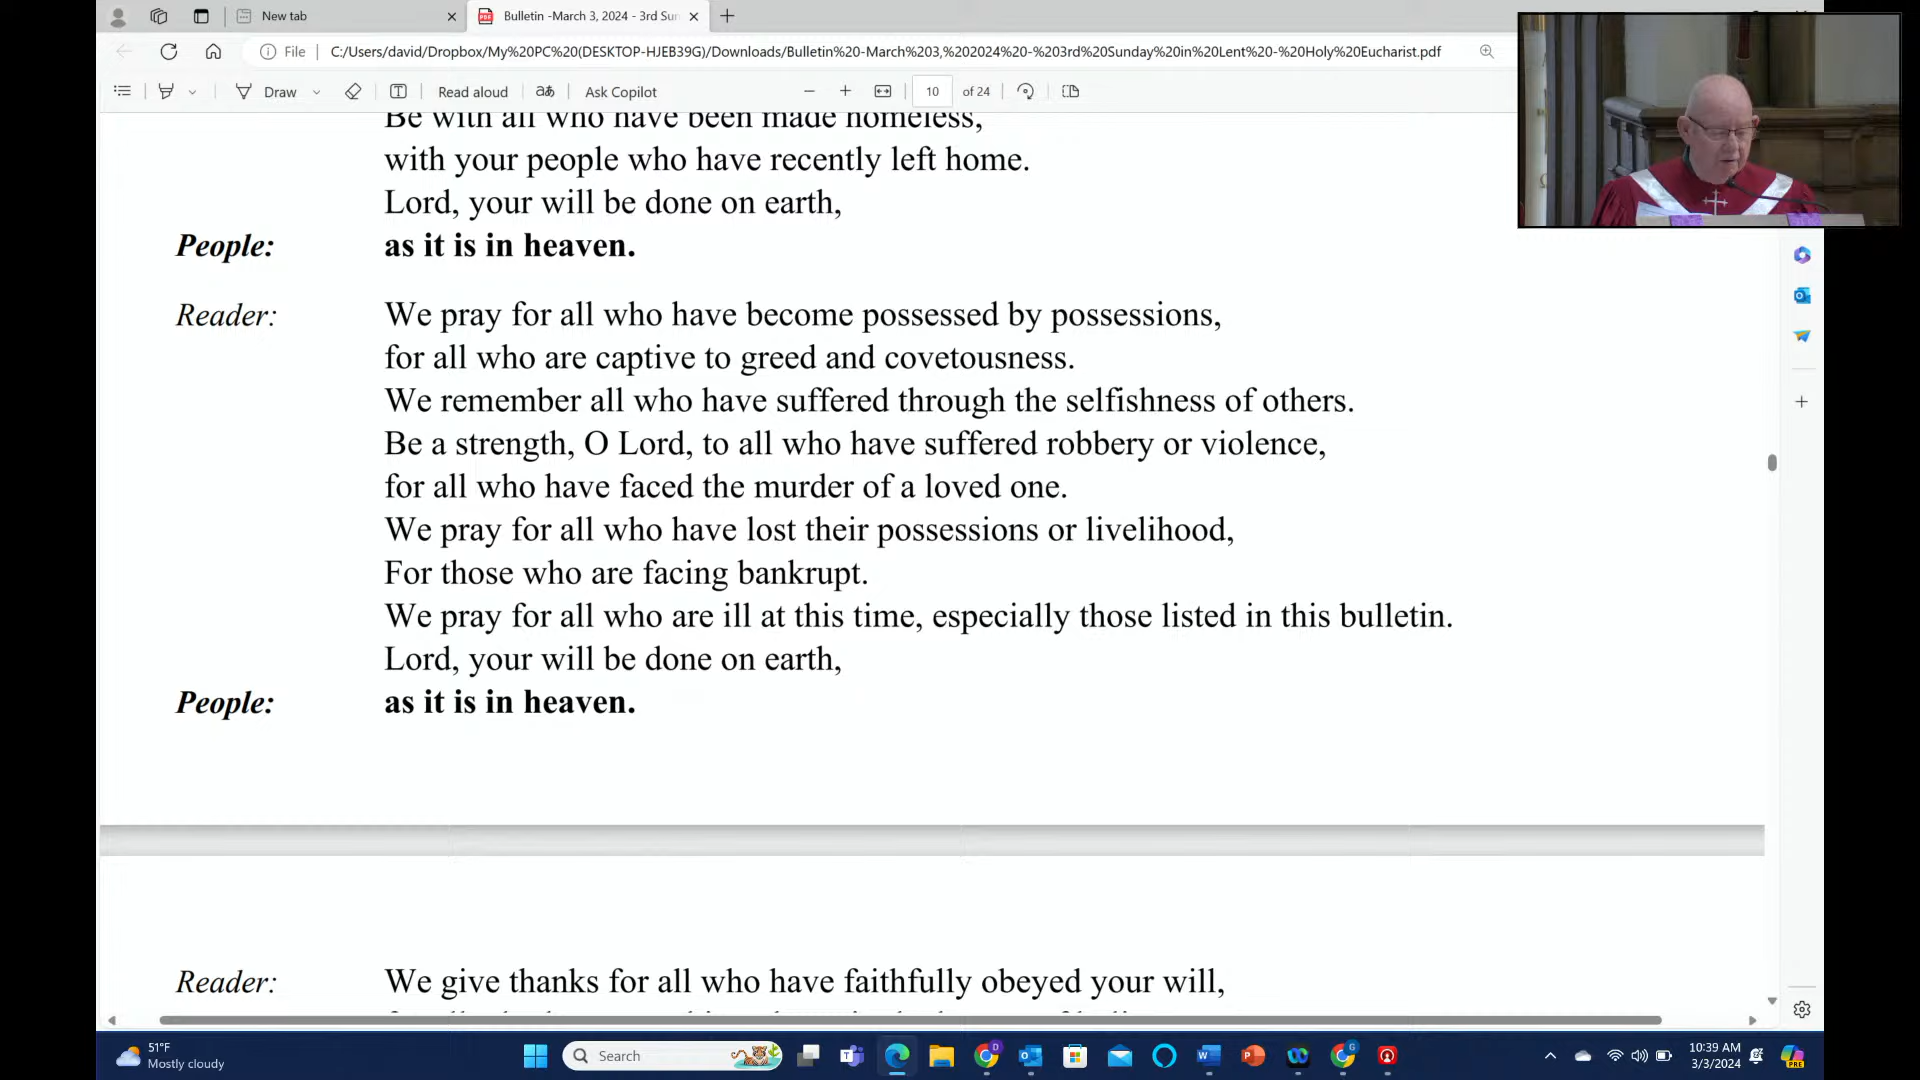 New tab
Bulletin -March 3, 2024 - 3rd Sun
File
C:/Users/david/Dropbox/My%20PC%20(DESKTOP-HJEB39G)/Downloads/Bulletin%20-March%203,%202024%20-%203rd%20Sunday%20in%20Lent%20-%20Holy%20Eucharist.pdf
Draw
Read aloud
Ask Copilot
10 of 24
Be with all who have been made homeless,
with your people who have recently left home.
Lord, your will be done on earth,
People: as it is in heaven.
Reader: We pray for all who have become possessed by possessions,
for all who are captive to greed and covetousness.
We remember all who have suffered through the selfishness of others.
Be a strength, O Lord, to all who have suffered robbery or violence,
for all who have faced the murder of a loved one.
We pray for all who have lost their possessions or livelihood,
For those who are facing bankrupt.
We pray for all who are ill at this time, especially those listed in this bulletin.
Lord, your will be done on earth,
People: as it is in heaven.
Reader: We give thanks for all who have faithfully obeyed your will,
51°F
Mostly cloudy
Search
10:39 AM
3/3/2024